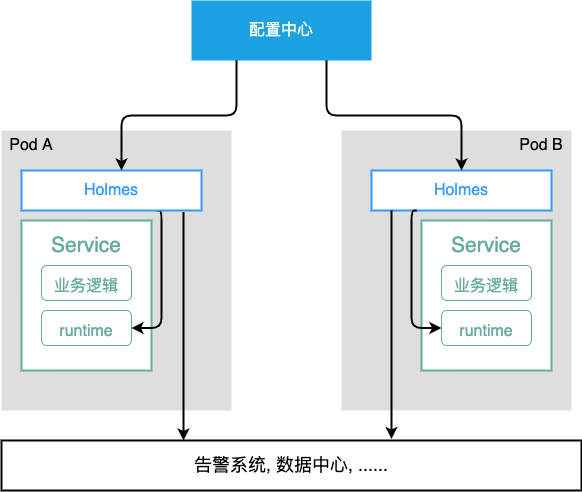 配置中心
Pod A
Pod B
Holmes
Holmes
Service
业务逻辑
runtime
Service
业务逻辑
runtime
告警系统, 数据中心, ......